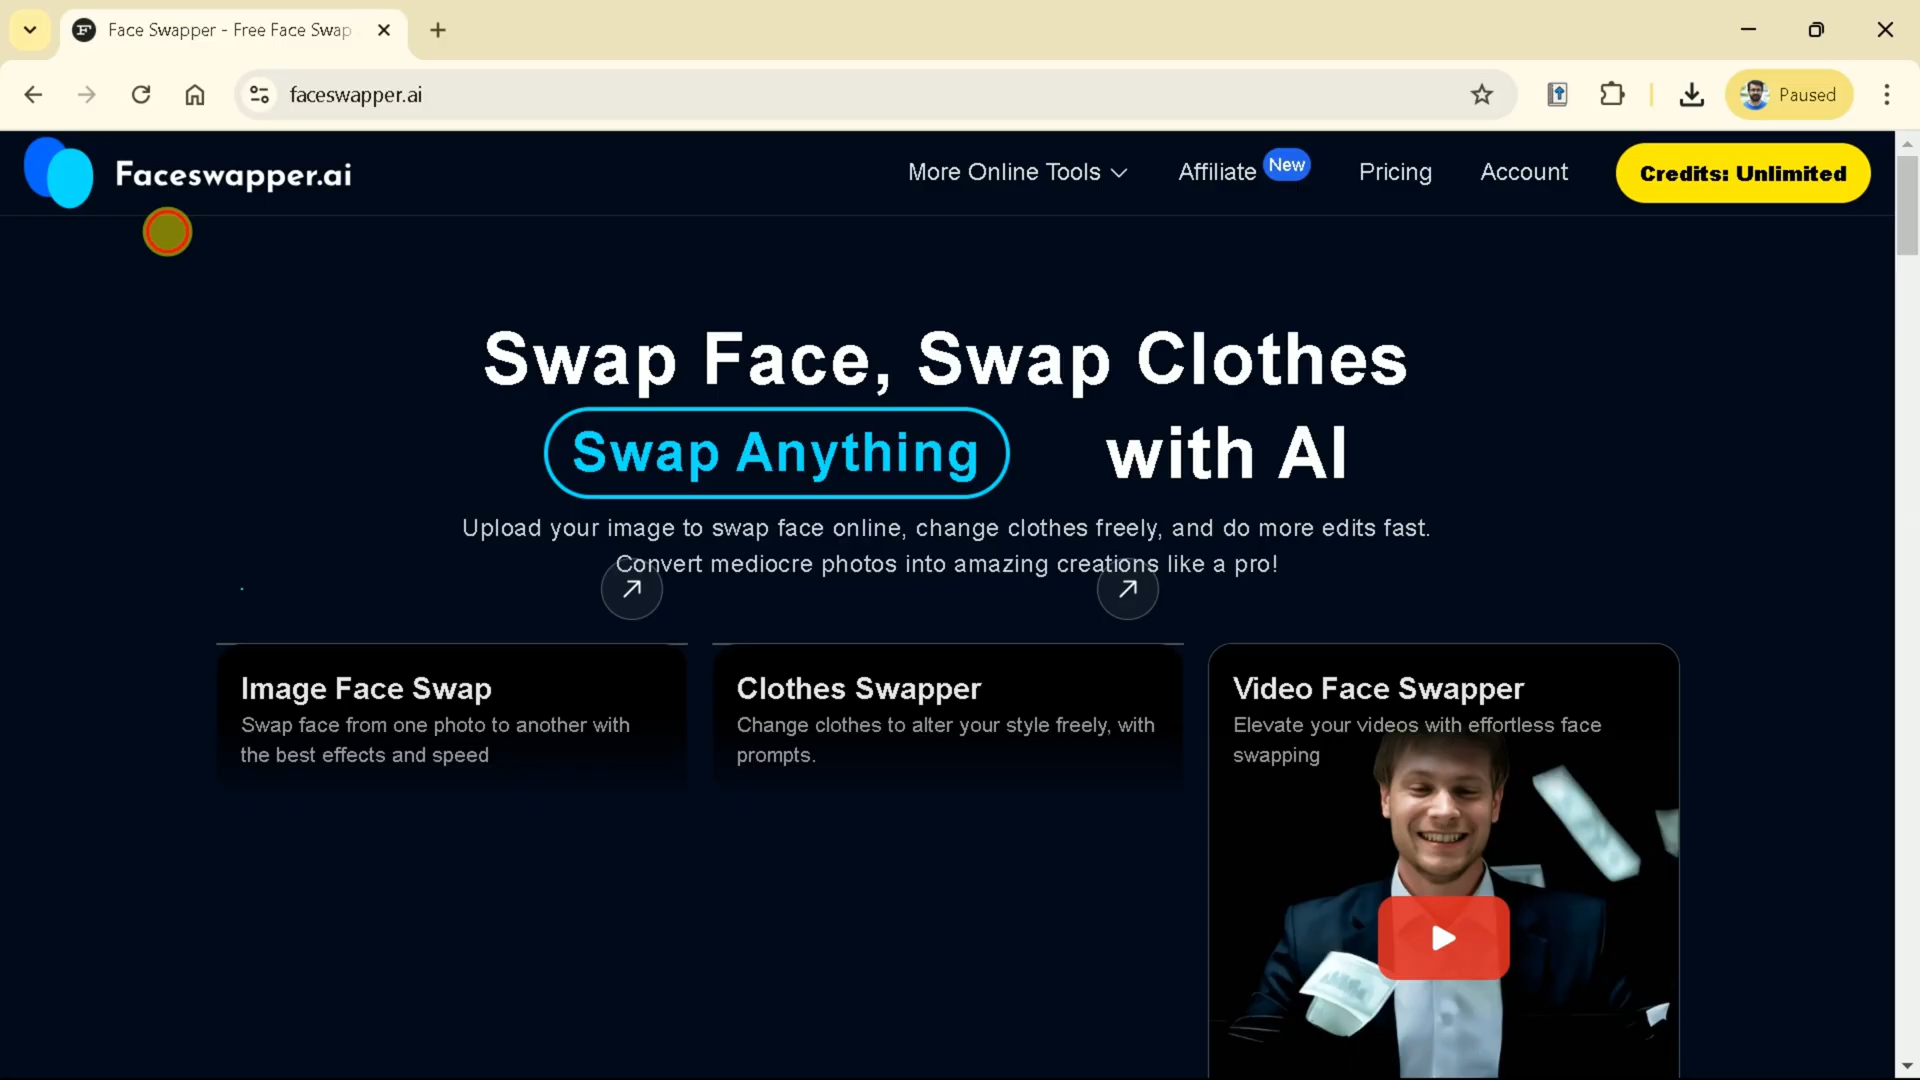 Face Swapper - Free Face Swap
faceswapper.ai
Paused
Faceswapper.ai
More Online Tools
Affiliate
New
Pricing
Account
Credits: Unlimited
Swap Face, Swap Clothes
Swap Anything with AI
Upload your image to swap face online, change clothes freely, and do more edits fast.
Convert mediocre photos into amazing creations like a pro!
Image Face Swap
Swap face from one photo to another with
the best effects and speed
Clothes Swapper
Change clothes to alter your style freely, with
prompts.
Video Face Swapper
Elevate your videos with effortless face
swapping